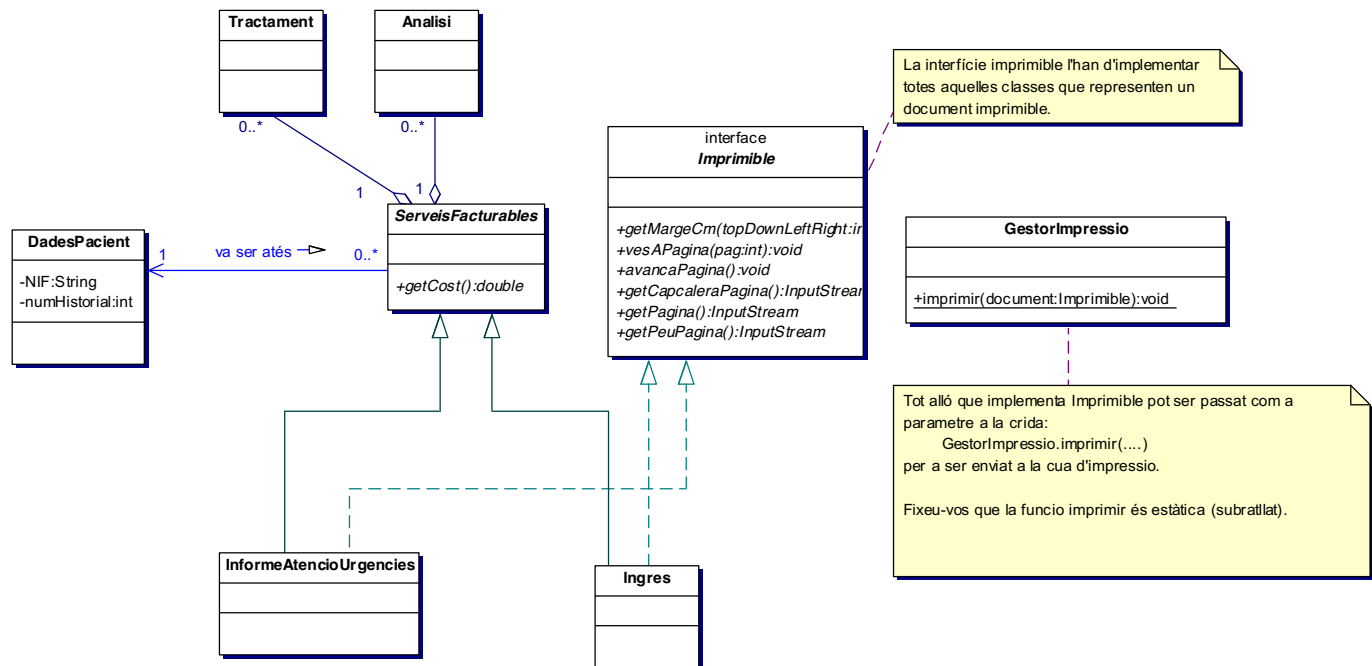 Tractament
Analisi
0..*
0..*
1
1
ServeisFacturables
+getCost():double
DadesPacient
-NIF:String
-numHistorial:int
1
va ser atés
0..*
interface
Imprimible
+getMargeCm(topDownLeftRight:in
+vesAPagina(pag:int):void
+avancaPagina():void
+getCapcaleraPagina():InputStream
+getPagina():InputStream
+getPeuPagina():InputStream
La interfície imprimible l'han d'implementar
totes aquelles classes que representen un
document imprimible.
GestorImpressio
+imprimir(document:Imprimible):void
Tot alló que implementa Imprimible pot ser passat com a
parametre a la crida:
GestorImpressio.imprimir(....)
per a ser enviat a la cua d'impressio.
Fixeu-vos que la funcio imprimir és estàtica (subratllat).
InformeAtencioUrgencies
Ingres